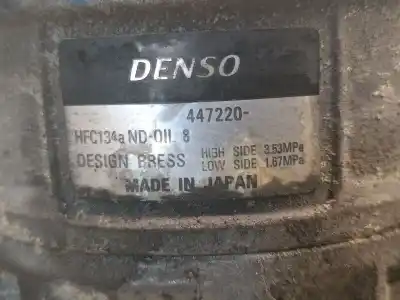 DENSO
447220-
HFC134a ND-OIL 8
DESIGN PRESS HIGH SIDE 3.53MPa
LOW SIDE 1.67MPa
MADE IN JAPAN